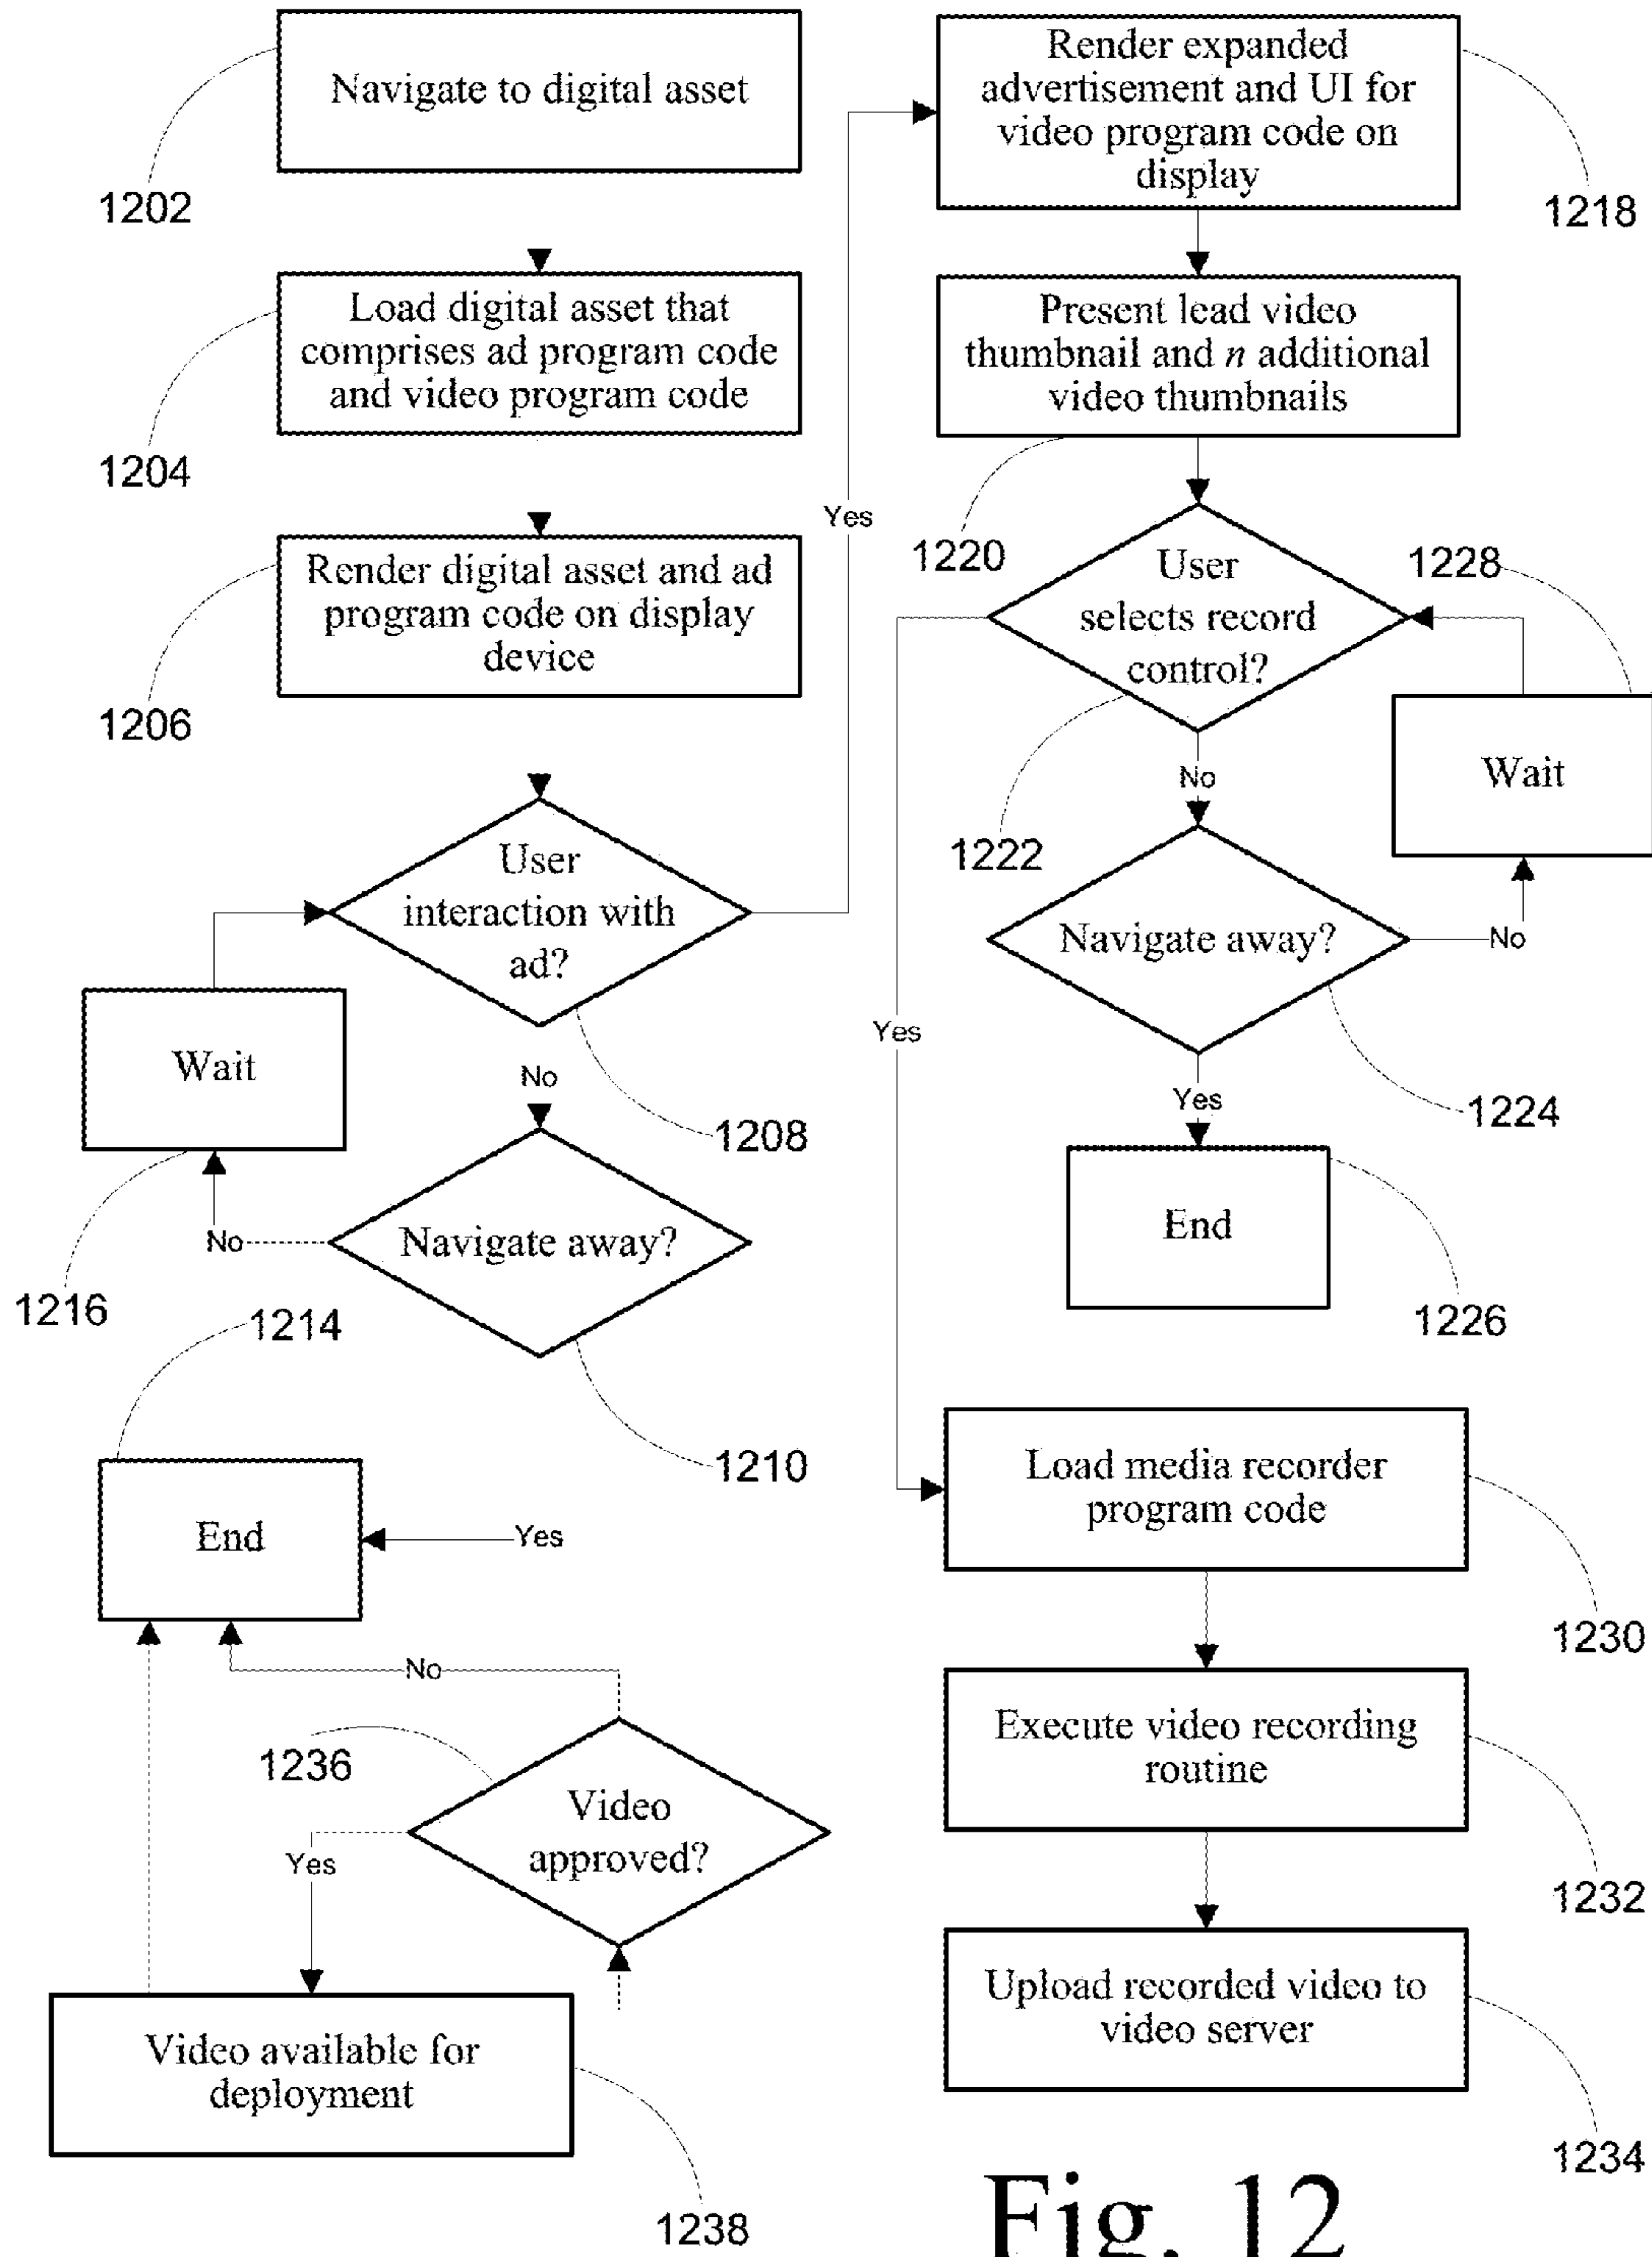 Navigate to digital asset
1202
Load digital asset that
comprises ad program code
and video program code
1204
Render digital asset and ad
program code on display
device
1206
User
interaction with
ad?
1208
Yes
No
Wait
1216
Navigate away?
No
1210
1214
End
Yes
No
1236
Video
approved?
Yes
Video available for
deployment
1238
Render expanded
advertisement and UI for
video program code on
display
1218
Present lead video
thumbnail and n additional
video thumbnails
1220
User
selects record
control?
1228
1222
No
Wait
Navigate away?
No
1224
Yes
Yes
End
1226
Load media recorder
program code
1230
Execute video recording
routine
1232
Upload recorded video to
video server
1234
Fig. 12